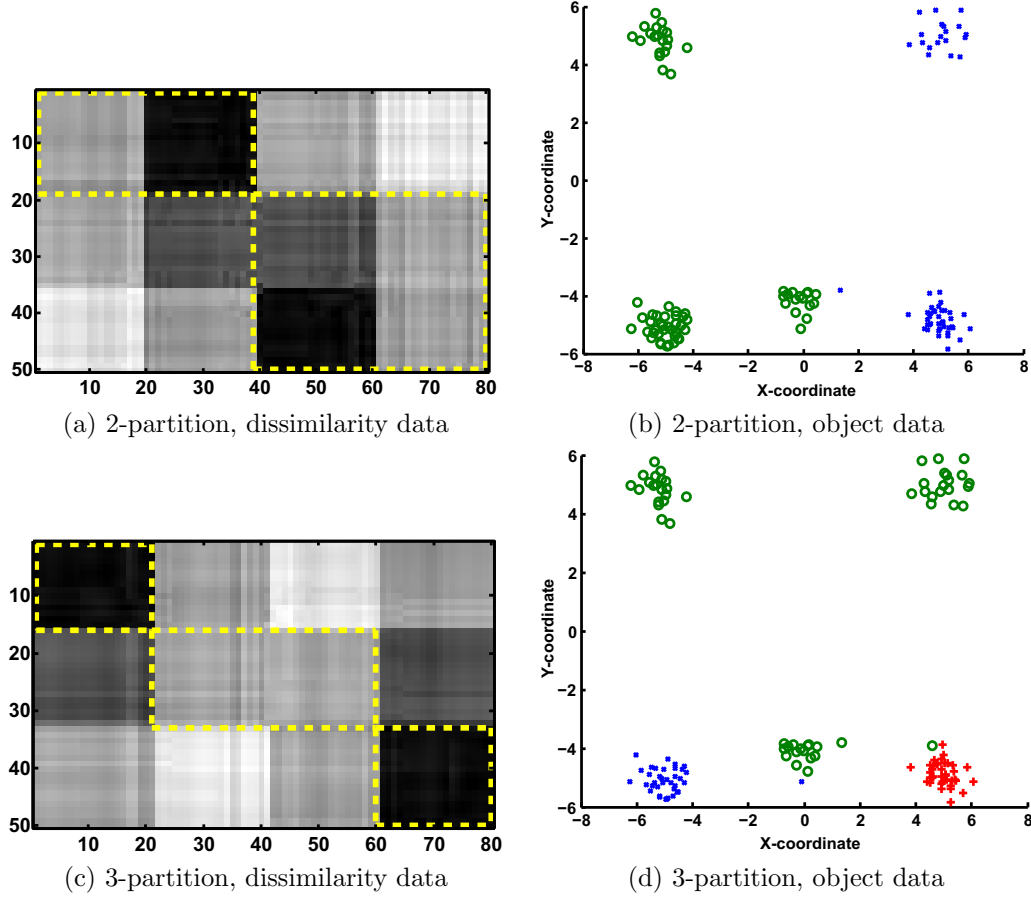 10
20
30
40
50
10 20 30 40 50 60 70 80
(a) 2-partition, dissimilarity data
6
4
2
0
−2
−4
−6
Y-coordinate
−8 −6 −4 −2 0 2 4 6 8
X-coordinate
(b) 2-partition, object data
10
20
30
40
50
10 20 30 40 50 60 70 80
(c) 3-partition, dissimilarity data
6
4
2
0
−2
−4
−6
Y-coordinate
−8 −6 −4 −2 0 2 4 6 8
X-coordinate
(d) 3-partition, object data